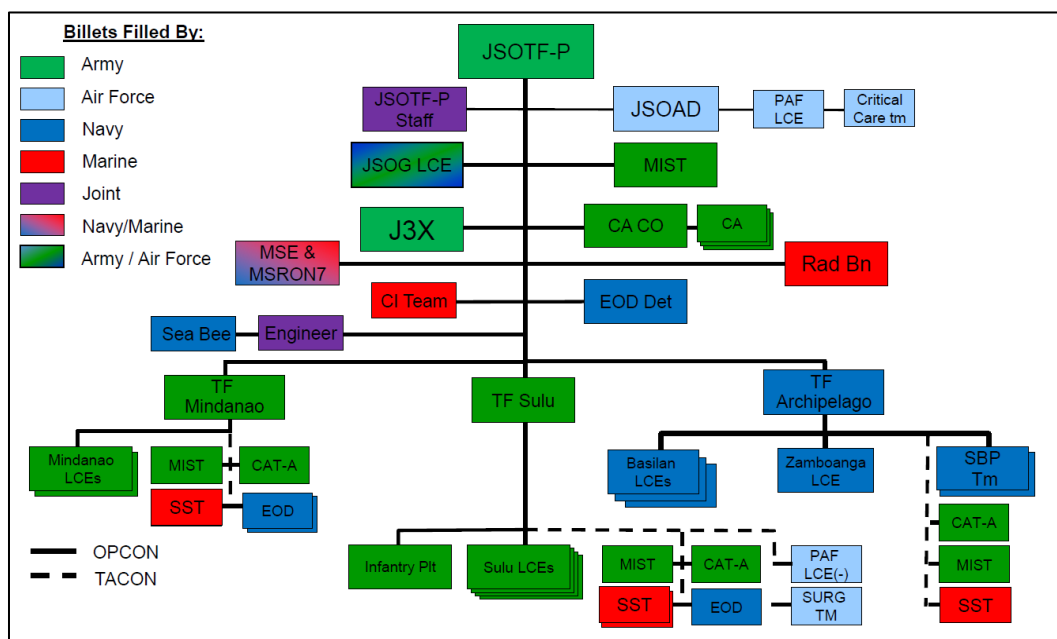 Billets Filled By:
Army
Air Force
Navy
Marine
Joint
Navy/Marine
Army / Air Force
JSOTF-P
JSOTF-P
Staff
JSOAD
PAF
LCE
Critical
Care tm
JSOG LCE
MIST
J3X
CA CO
CA
MSE &
MSRON7
Rad Bn
CI Team
EOD Det
Sea Bee
Engineer
TF
Mindanao
TF Sulu
TF
Archipelago
Mindanao
LCEs
MIST
CAT-A
SST
EOD
Basilan
LCEs
Zamboanga
LCE
SBP
Tm
CAT-A
MIST
SST
OPCON
TACON
Infantry Plt
Sulu LCEs
MIST
CAT-A
SST
EOD
PAF
LCE(-)
SURG
TM